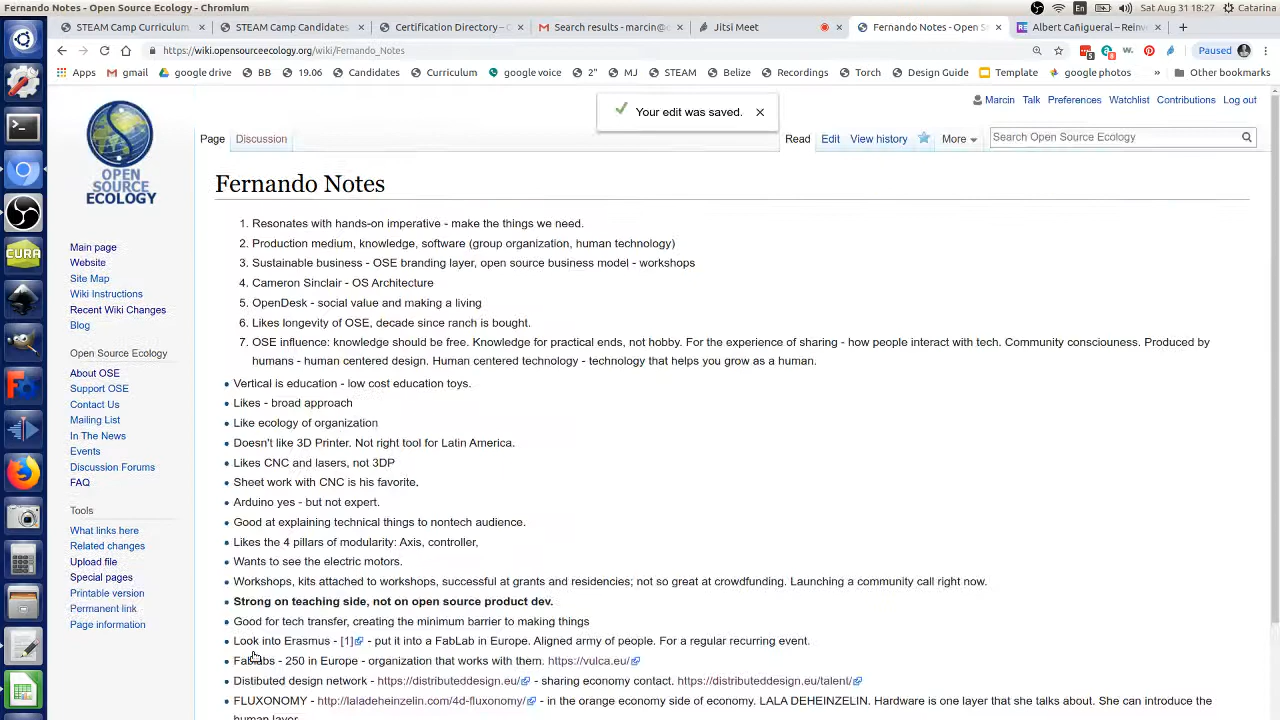 Fernando Notes - Open Source Ecology - Chromium
En
Sat Aug 31 18:27
Catarina
STEAM Camp Curriculum
STEAM Camp Candidates
Certification Directory - O
Search results - marcin@o
Jitsi Meet
Fernando Notes - Open S
Albert Cañigueral – Reinve
https://wiki.opensourceecology.org/wiki/Fernando_Notes
Paused
Apps
gmail
google drive
BB
19.06
Candidates
Curriculum
google voice
2"
MJ
STEAM
Belize
Recordings
Torch
Design Guide
Template
google photos
»
Other bookmarks
Marcin
Talk
Preferences
Watchlist
Contributions
Log out
Your edit was saved.
Page
Discussion
Read
Edit
View history
More
Search Open Source Ecology
OPEN
SOURCE
ECOLOGY
Main page
Website
Site Map
Wiki Instructions
Recent Wiki Changes
Blog
Open Source Ecology
About OSE
Support OSE
Contact Us
Mailing List
In The News
Events
Discussion Forums
FAQ
Tools
What links here
Related changes
Upload file
Special pages
Printable version
Permanent link
Page information
CURA
Fernando Notes
1. Resonates with hands-on imperative - make the things we need.
2. Production medium, knowledge, software (group organization, human technology)
3. Sustainable business - OSE branding layer, open source business model - workshops
4. Cameron Sinclair - OS Architecture
5. OpenDesk - social value and making a living
6. Likes longevity of OSE, decade since ranch is bought.
7. OSE influence: knowledge should be free. Knowledge for practical ends, not hobby. For the experience of sharing - how people interact with tech. Community consciousness. Produced by
humans - human centered design. Human centered technology - technology that helps you grow as a human.
Vertical is education - low cost education toys.
Likes - broad approach
Like ecology of organization
Doesn't like 3D Printer. Not right tool for Latin America.
Likes CNC and lasers, not 3DP
Sheet work with CNC is his favorite.
Arduino yes - but not expert.
Good at explaining technical things to nontech audience.
Likes the 4 pillars of modularity: Axis, controller,
Wants to see the electric motors.
Workshops, kits attached to workshops, successful at grants and residencies; not so great at crowdfunding. Launching a community call right now.
Strong on teaching side, not on open source product dev.
Good for tech transfer, creating the minimum barrier to making things
Look into Erasmus - [1] - put it into a Fab Lab in Europe. Aligned army of people. For a regular recurring event.
Fablabs - 250 in Europe - organization that works with them. https://vulca.eu/
Distibuted design network - https://distributeddesign.eu/ - sharing economy contact. https://distributeddesign.eu/talent/
FLUXONOMY - http://laladeheinzelin.com/ - in the orange economy side of economy. LALA DEHEINZELIN. Hardware is one layer that she talks about. She can introduce the
human layer